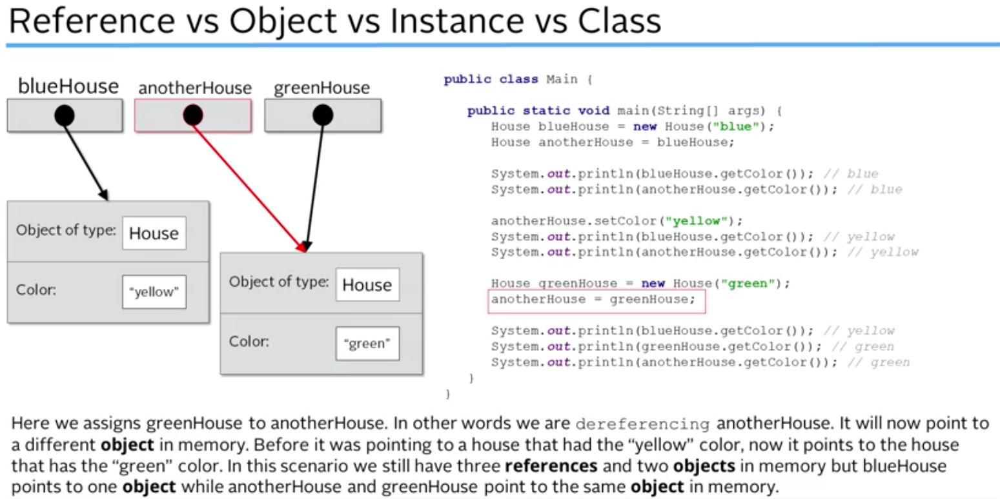 Reference vs Object vs Instance vs Class
blueHouse
anotherHouse
greenHouse
Object of type: House
Color: “yellow”
Object of type: House
Color: “green”
public class Main {
public static void main(String[] args) {
House blueHouse = new House("blue");
House anotherHouse = blueHouse;
System.out.println(blueHouse.getColor()); // blue
System.out.println(anotherHouse.getColor()); // blue
anotherHouse.setColor("yellow");
System.out.println(blueHouse.getColor()); // yellow
System.out.println(anotherHouse.getColor()); // yellow
House greenHouse = new House("green");
anotherHouse = greenHouse;
System.out.println(blueHouse.getColor()); // yellow
System.out.println(greenHouse.getColor()); // green
System.out.println(anotherHouse.getColor()); // green
}
}
Here we assigns greenHouse to anotherHouse. In other words we are dereferencing anotherHouse. It will now point to
a different object in memory. Before it was pointing to a house that had the “yellow” color, now it points to the house
that has the “green” color. In this scenario we still have three references and two objects in memory but blueHouse
points to one object while anotherHouse and greenHouse point to the same object in memory.